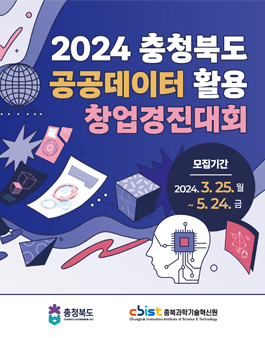 2024 충청북도
공공데이터 활용
창업경진대회
모집기간
2024. 3. 25. 월
~ 5. 24. 금
충청북도
cbist 충북과학기술혁신원
Chungbuk Innovation Institute of Science & Technology